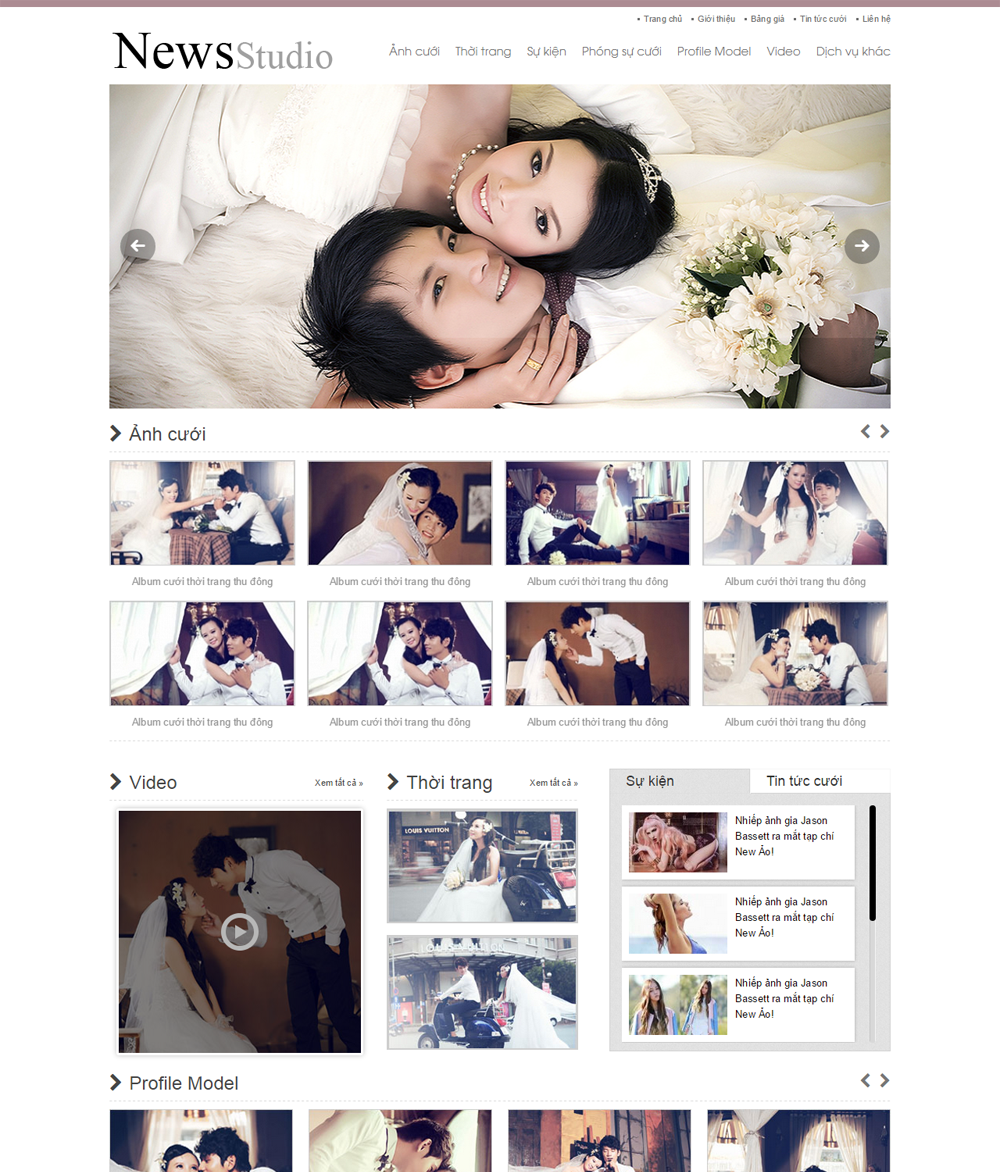 • Trang chủ • Giới thiệu • Bảng giá • Tin tức cưới • Liên hệ
NewsStudio
Ảnh cưới Thời trang Sự kiện Phóng sự cưới Profile Model Video Dịch vụ khác
Ảnh cưới
Album cưới thời trang thu đông Album cưới thời trang thu đông Album cưới thời trang thu đông Album cưới thời trang thu đông
Album cưới thời trang thu đông Album cưới thời trang thu đông Album cưới thời trang thu đông Album cưới thời trang thu đông
Video Xem tất cả »
Thời trang Xem tất cả »
LOUIS VUITTON
Sự kiện Tin tức cưới
Nhiếp ảnh gia Jason
Bassett ra mắt tạp chí
New Ảo!
Nhiếp ảnh gia Jason
Bassett ra mắt tạp chí
New Ảo!
Nhiếp ảnh gia Jason
Bassett ra mắt tạp chí
New Ảo!
Profile Model